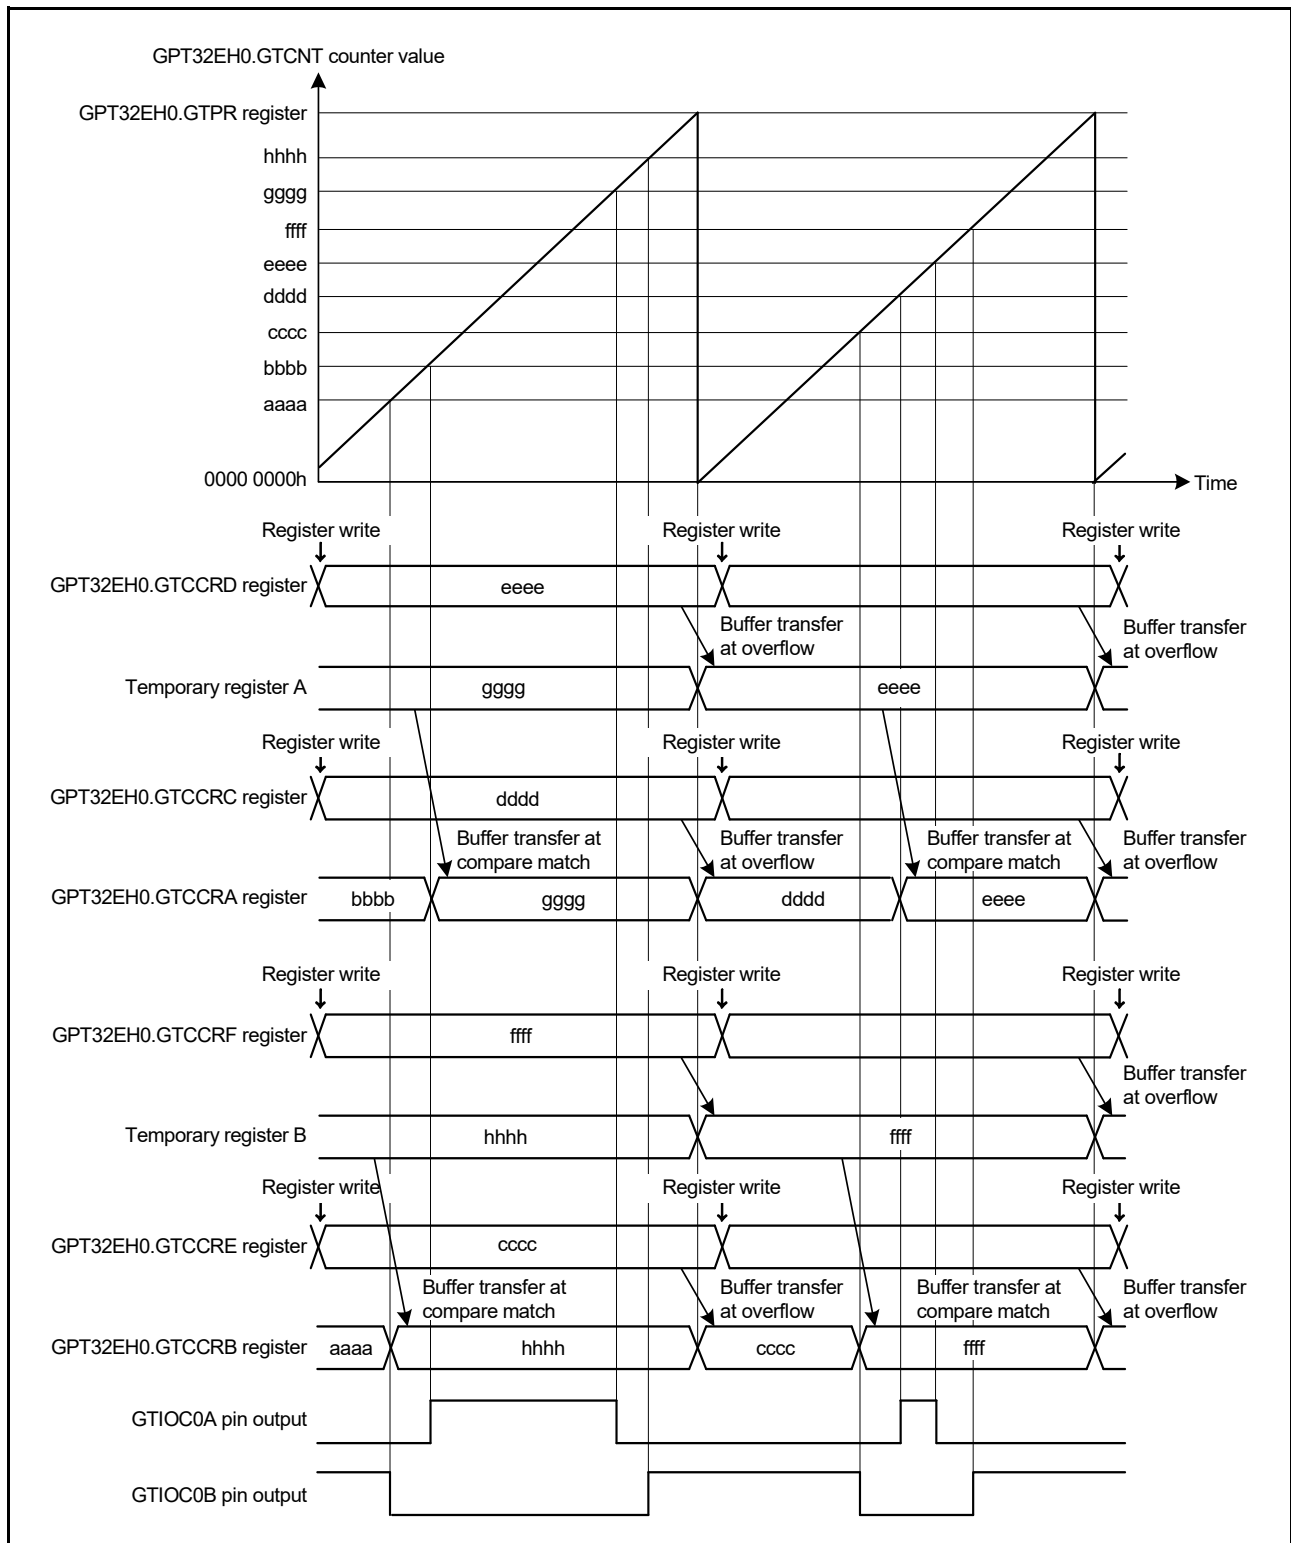 GPT32EH0.GTCNT counter value
GPT32EH0.GTPR register
hhhh
gggg
ffff
eeee
dddd
cccc
bbbb
aaaa
0000 0000h
Time
Register write Register write Register write
GPT32EH0.GTCCRD register eeee
Buffer transfer
at overflow
Buffer transfer
at overflow
Temporary register A gggg eeee
Register write Register write Register write
GPT32EH0.GTCCRC register dddd
Buffer transfer at
compare match
Buffer transfer
at overflow
Buffer transfer at
compare match
Buffer transfer
at overflow
GPT32EH0.GTCCRA register bbbb gggg dddd eeee
Register write Register write Register write
GPT32EH0.GTCCRF register ffff
Buffer transfer
at overflow
Temporary register B hhhh ffff
Register write Register write Register write
GPT32EH0.GTCCRE register cccc
Buffer transfer at
compare match
Buffer transfer
at overflow
Buffer transfer at
compare match
Buffer transfer
at overflow
GPT32EH0.GTCCRB register aaaa hhhh cccc ffff
GTIOC0A pin output
GTIOC0B pin output